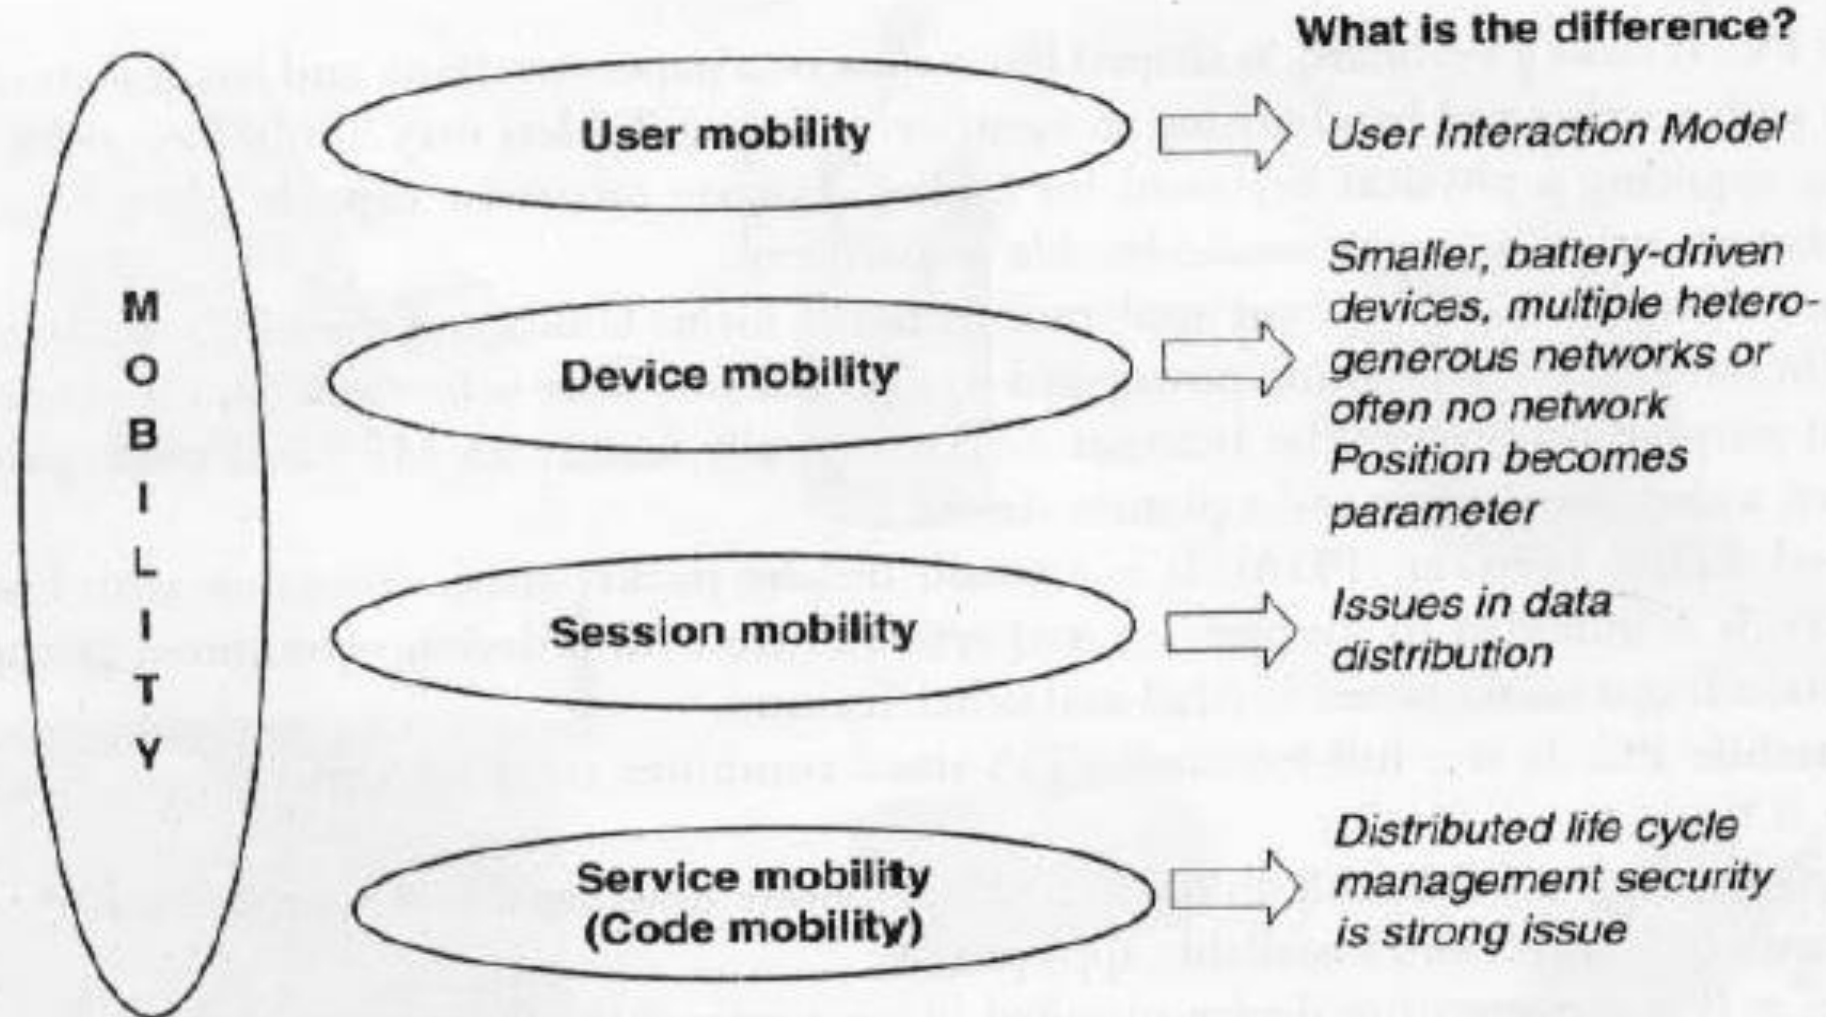 What is the difference?
MOBILITY
User mobility
User Interaction Model
Device mobility
Smaller, battery-driven
devices, multiple hetero-
generous networks or
often no network
Position becomes
parameter
Session mobility
Issues in data
distribution
Service mobility
(Code mobility)
Distributed life cycle
management security
is strong issue